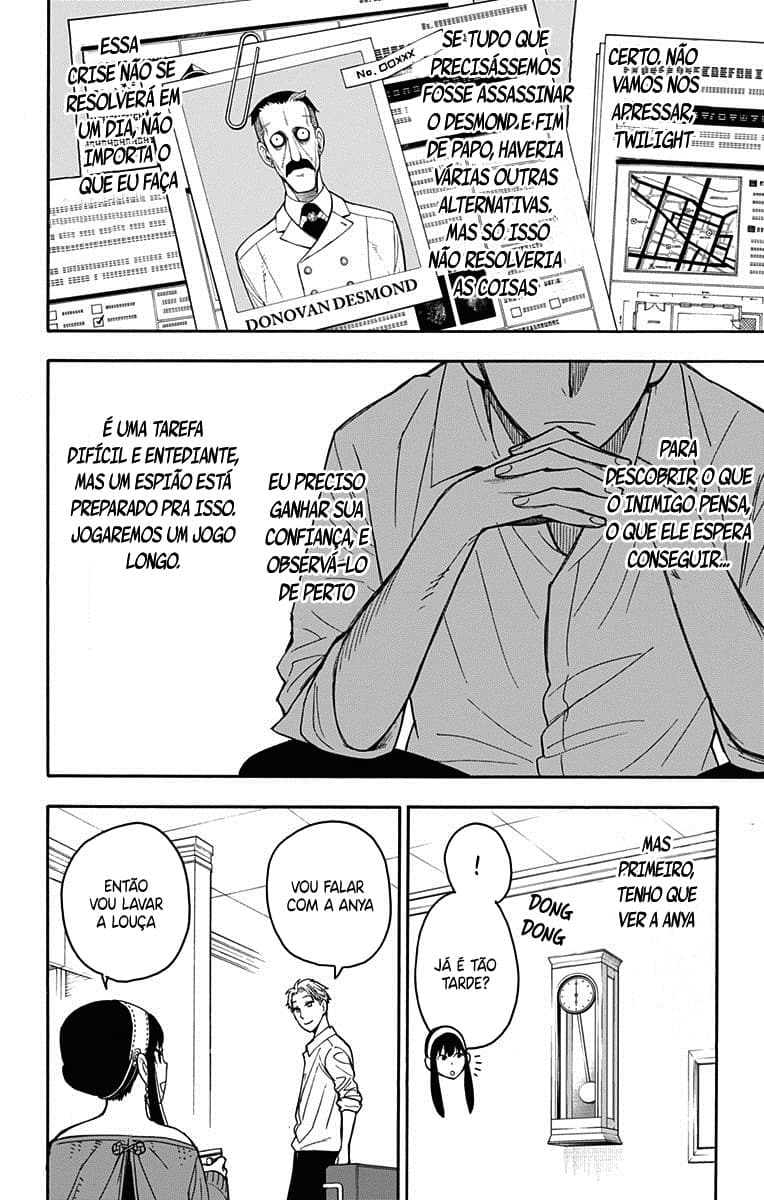 CERTO. NÃO
VAMOS NOS
APRESSAR,
TWILIGHT
SE TUDO QUE
PRECISÁSSEMOS
FOSSE ASSASSINAR
O DESMOND E FIM
DE PAPO, HAVERIA
VÁRIAS OUTRAS
ALTERNATIVAS.
MAS SÓ ISSO
NÃO RESOLVERIA
AS COISAS
No. 00XXX
DONOVAN DESMOND
ESSA
CRISE NÃO SE
RESOLVERÁ EM
UM DIA, NÃO
IMPORTA O
QUE EU FAÇA
PARA
DESCOBRIR O QUE
O INIMIGO PENSA,
O QUE ELE ESPERA
CONSEGUIR...
EU PRECISO
GANHAR SUA
CONFIANÇA, E
OBSERVÁ-LO
DE PERTO
É UMA TAREFA
DIFÍCIL E ENTEDIANTE,
MAS UM ESPIÃO ESTÁ
PREPARADO PRA ISSO.
JOGAREMOS UM JOGO
LONGO.
MAS
PRIMEIRO,
TENHO QUE
VER A ANYA
DONG
DONG
!
JÁ É TÃO
TARDE?
VOU FALAR
COM A ANYA
ENTÃO
VOU LAVAR
A LOUÇA